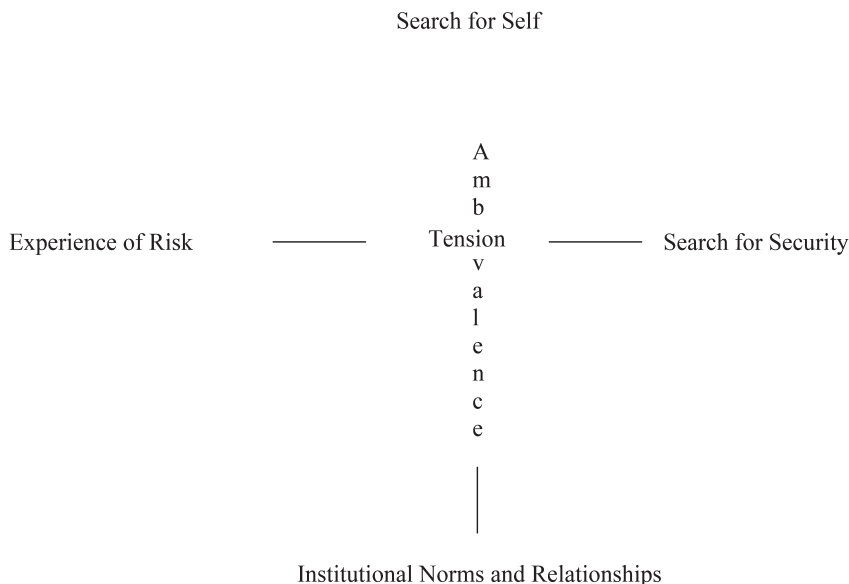 Search for Self
A
m
b
Experience of Risk Tension Search for Security
v
a
l
e
n
c
e
Institutional Norms and Relationships